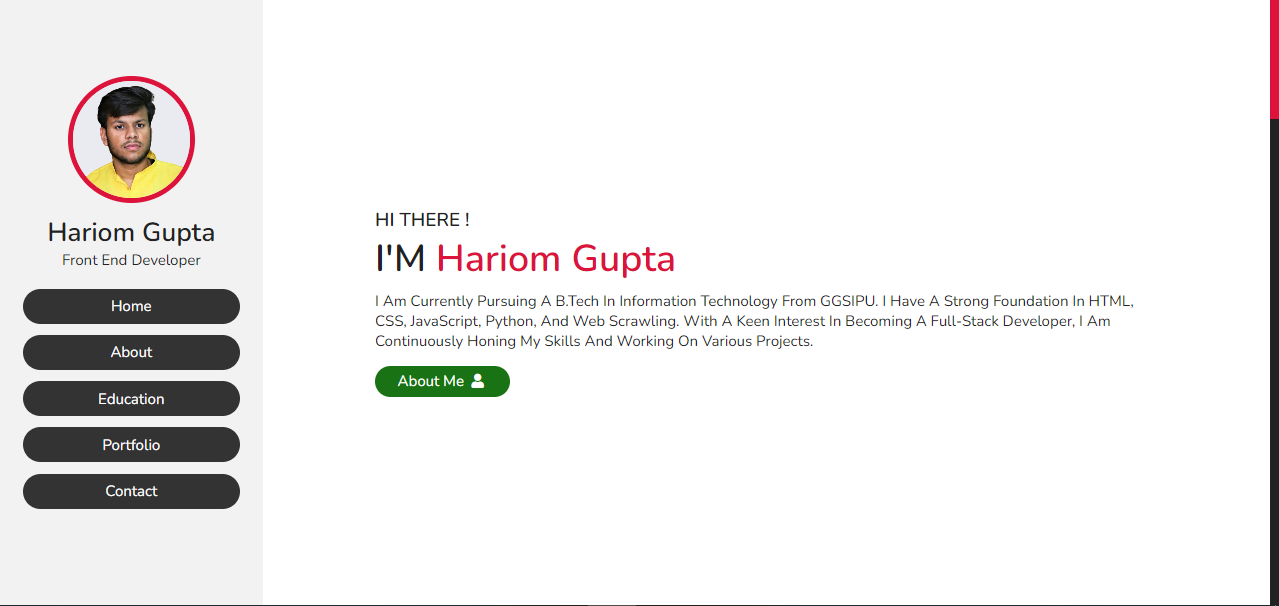 Hariom Gupta
Front End Developer
Home
About
Education
Portfolio
Contact
HI THERE !
I'M Hariom Gupta
I Am Currently Pursuing A B.Tech In Information Technology From GGSIPU. I Have A Strong Foundation In HTML,
CSS, JavaScript, Python, And Web Scrawling. With A Keen Interest In Becoming A Full-Stack Developer, I Am
Continuously Honing My Skills And Working On Various Projects.
About Me